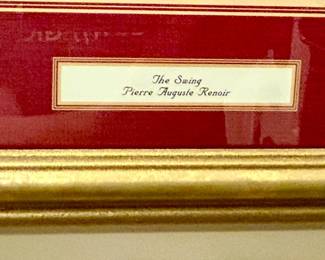 The Swing
Pierre Auguste Renoir